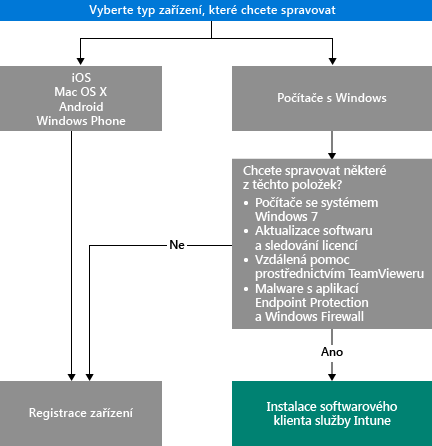 Vyberte typ zařízení, které chcete spravovat
iOS
Mac OS X
Android
Windows Phone
Počítače s Windows
Chcete spravovat některé
z těchto položek?
• Počítače se systémem
Windows 7
• Aktualizace softwaru
a sledování licencí
• Vzdálená pomoc
prostřednictvím TeamVieweru
• Malware s aplikací
Endpoint Protection
a Windows Firewall
Ne
Ano
Registrace zařízení
Instalace softwarového
klienta služby Intune